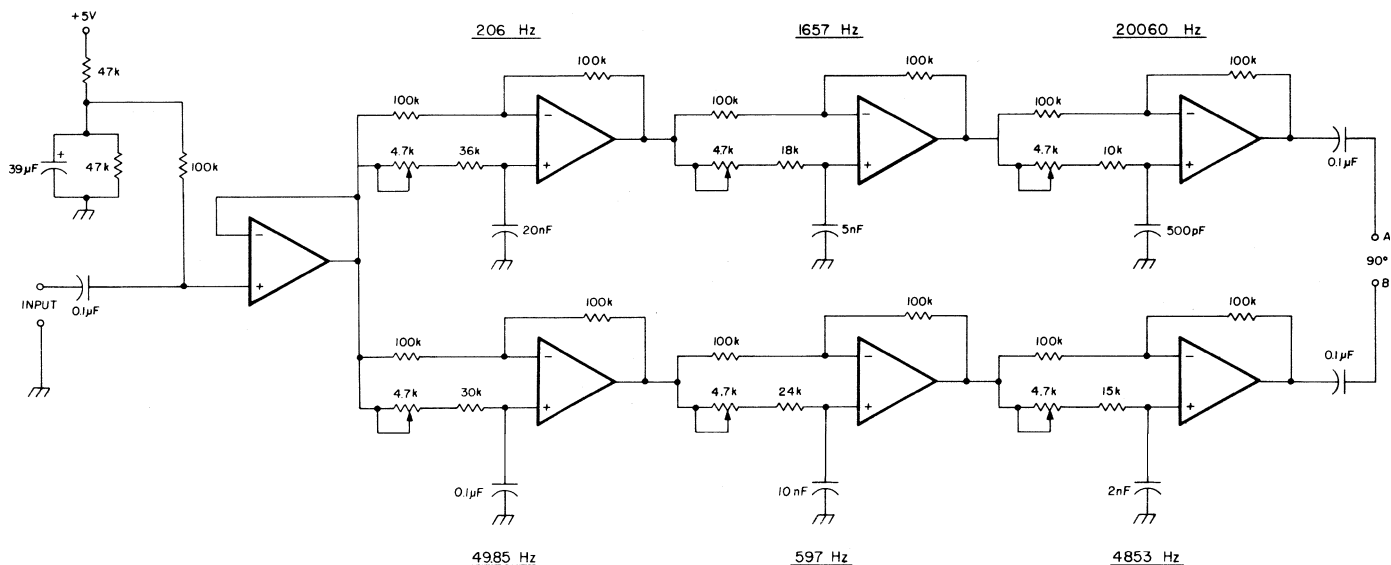 +5V
206 Hz
1657 Hz
20060 Hz
47k
100k
100k
100k
39µF
+
47k
100k
100k
−
100k
−
100k
−
4.7k
36k
+
4.7k
18k
+
4.7k
10k
+
0.1µF
20nF
5nF
500pF
A
90°
B
−
+
INPUT
0.1µF
100k
100k
100k
100k
−
100k
−
100k
−
0.1µF
4.7k
30k
+
4.7k
24k
+
4.7k
15k
+
0.1µF
10nF
2nF
49.85 Hz
597 Hz
4853 Hz